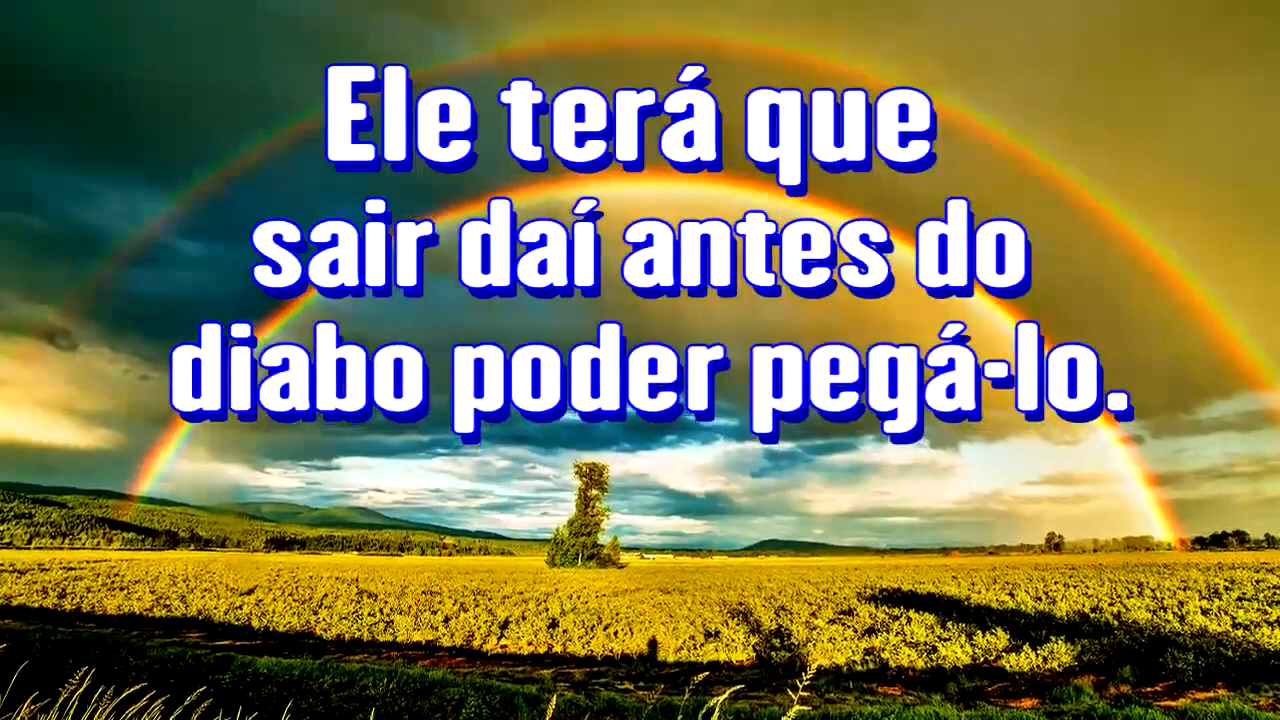 Ele terá que
sair daí antes do
diabo poder pegá-lo.